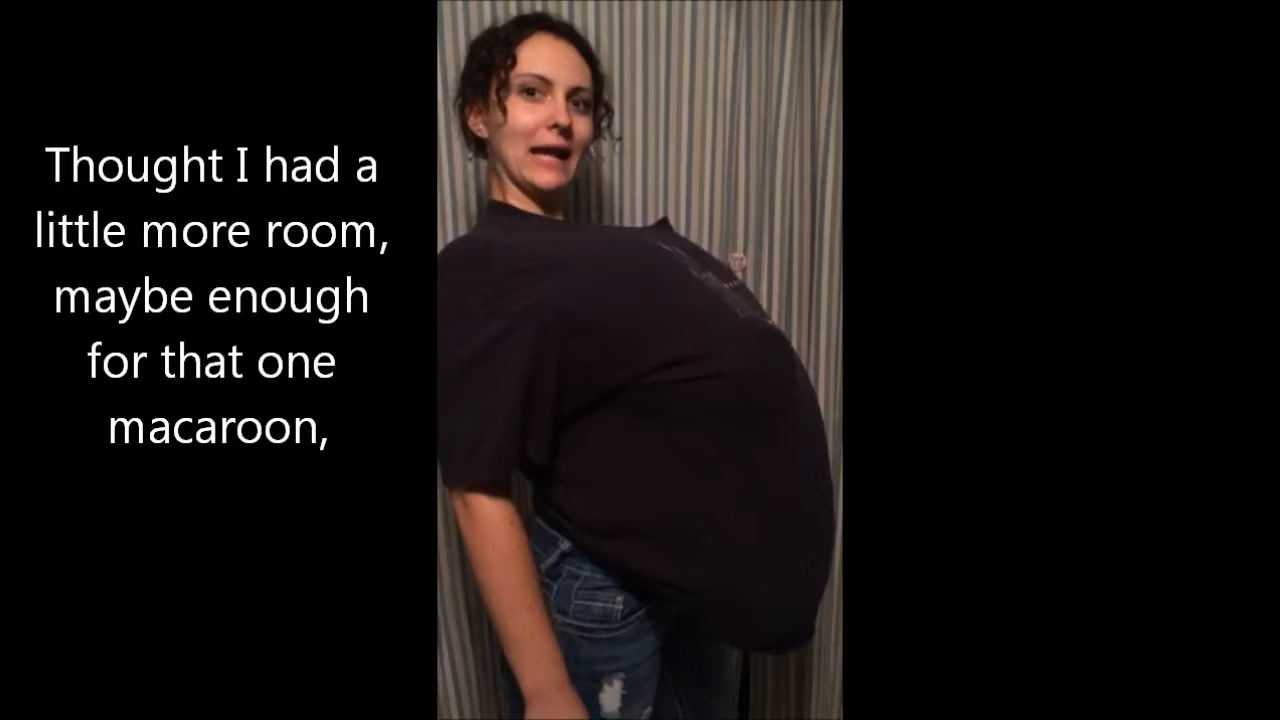 Thought I had a
little more room,
maybe enough
for that one
macaroon,